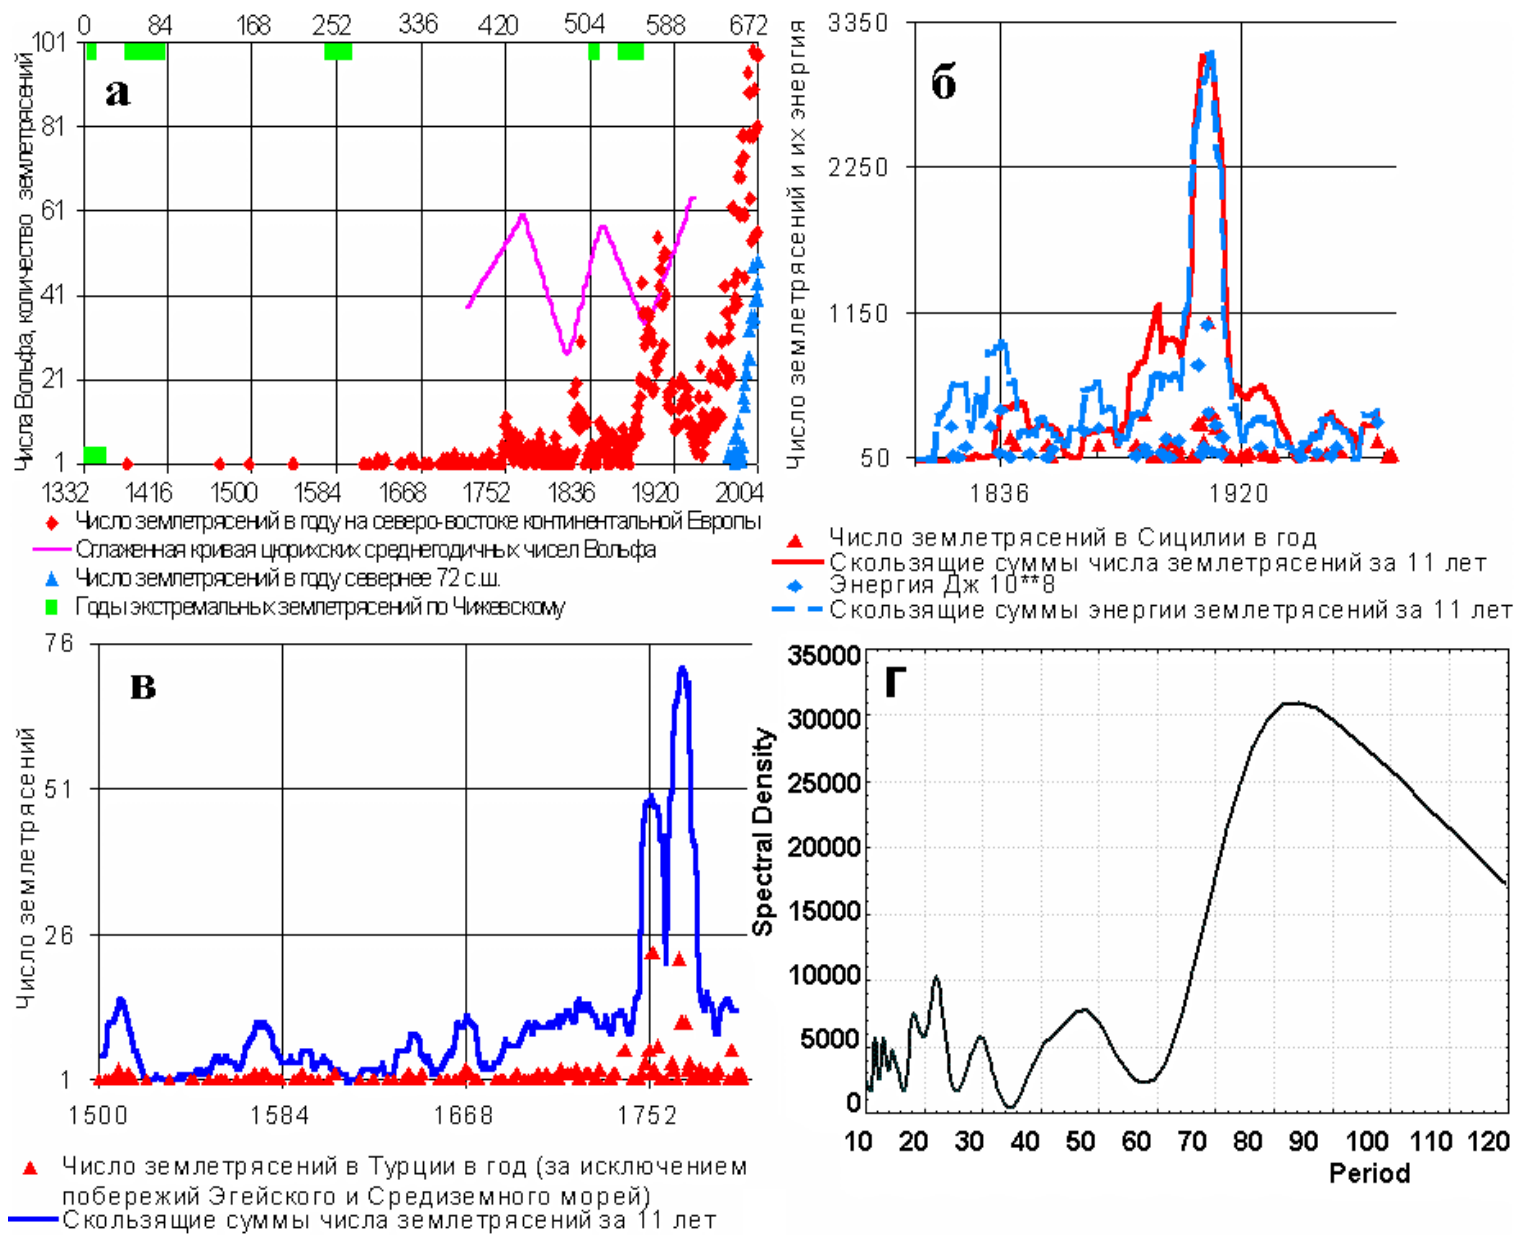 0 84 168 252 336 420 504 588 672
101
81
61
41
21
1
Числа Вольфа, количество землетрясений
а
1332 1416 1500 1584 1668 1752 1836 1920 2004
Число землетрясений в году на северо-востоке континентальной Европы
Сглаженная кривая цюрихских среднегодичных чисел Вольфа
Число землетрясений в году севернее 72 с.ш.
Годы экстремальных землетрясений по Чижевскому
3350
2250
1150
50
Число землетрясений и их энергия
б
1836 1920
Число землетрясений в Сицилии в год
Скользящие суммы числа землетрясений за 11 лет
Энергия Дж 10**8
Скользящие суммы энергии землетрясений за 11 лет
76
51
26
1
Число землетрясений
в
1500 1584 1668 1752
Число землетрясений в Турции в год (за исключением
побережий Эгейского и Средиземного морей)
Скользящие суммы числа землетрясений за 11 лет
35000
30000
25000
20000
15000
10000
5000
0
Spectral Density
г
10 20 30 40 50 60 70 80 90 100 110 120
Period